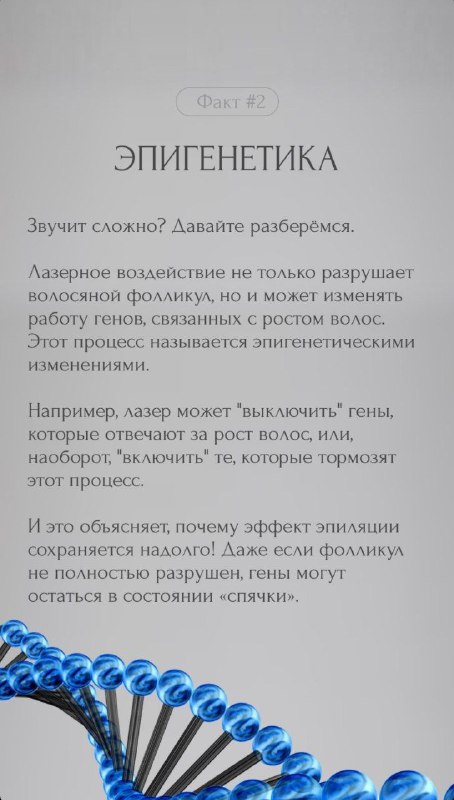 Факт #2
ЭПИГЕНЕТИКА
Звучит сложно? Давайте разберёмся.
Лазерное воздействие не только разрушает
волосяной фолликул, но и может изменять
работу генов, связанных с ростом волос.
Этот процесс называется эпигенетическими
изменениями.
Например, лазер может "выключить" гены,
которые отвечают за рост волос, или,
наоборот, "включить" те, которые тормозят
этот процесс.
И это объясняет, почему эффект эпиляции
сохраняется надолго! Даже если фолликул
не полностью разрушен, гены могут
остаться в состоянии «спячки».